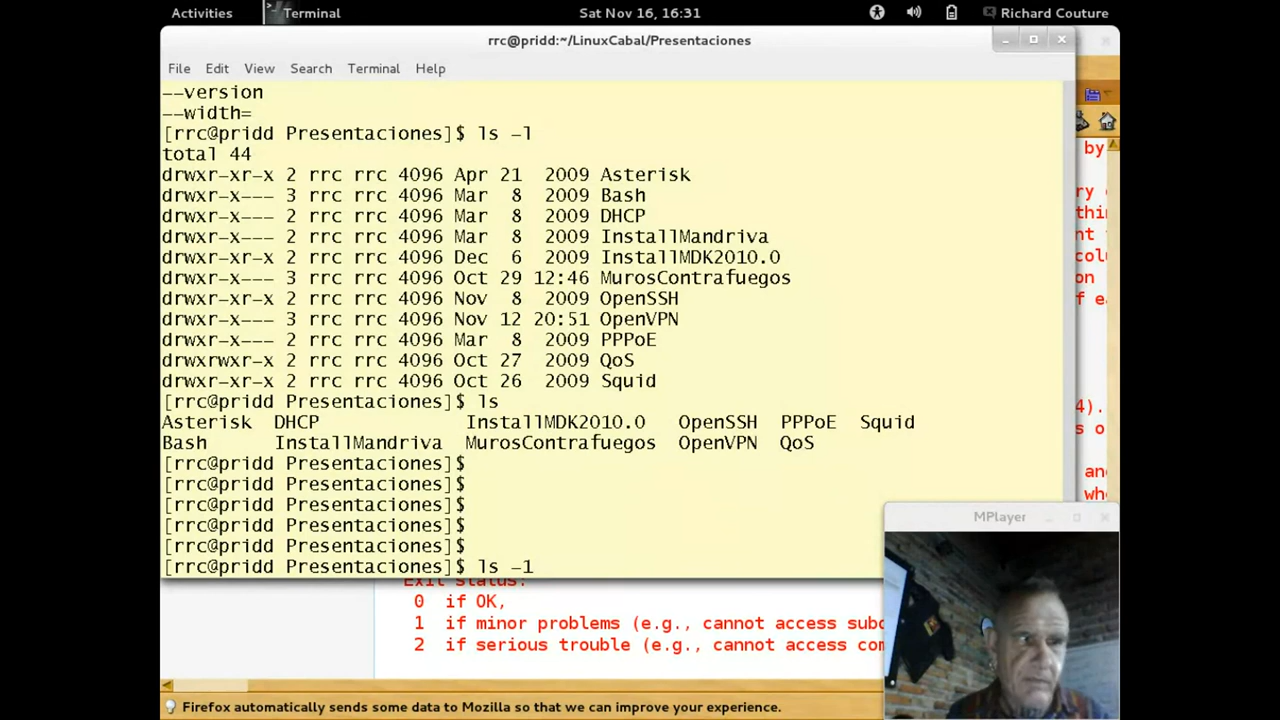 Activities Terminal Sat Nov 16, 16:31 Richard Couture
rrc@pridd:~/LinuxCabal/Presentaciones
File Edit View Search Terminal Help
--version
--width=
[rrc@pridd Presentaciones]$ ls -l
total 44
drwxr-xr-x 2 rrc rrc 4096 Apr 21  2009 Asterisk
drwxr-x--- 3 rrc rrc 4096 Mar  8  2009 Bash
drwxr-x--- 2 rrc rrc 4096 Mar  8  2009 DHCP
drwxr-x--- 2 rrc rrc 4096 Mar  8  2009 InstallMandriva
drwxr-xr-x 2 rrc rrc 4096 Dec  6  2009 InstallMDK2010.0
drwxr-x--- 3 rrc rrc 4096 Oct 29 12:46 MurosContrafuegos
drwxr-x--- 2 rrc rrc 4096 Nov  8  2009 OpenSSH
drwxr-x--- 3 rrc rrc 4096 Nov 12 20:51 OpenVPN
drwxr-x--- 2 rrc rrc 4096 Mar  8  2009 PPPoE
drwxrwxr-x 2 rrc rrc 4096 Oct 27  2009 QoS
drwxr-xr-x 2 rrc rrc 4096 Oct 26  2009 Squid
[rrc@pridd Presentaciones]$ ls
Asterisk DHCP InstallMDK2010.0 OpenSSH PPPoE Squid
Bash InstallMandriva MurosContrafuegos OpenVPN QoS
[rrc@pridd Presentaciones]$
[rrc@pridd Presentaciones]$
[rrc@pridd Presentaciones]$
[rrc@pridd Presentaciones]$
[rrc@pridd Presentaciones]$
[rrc@pridd Presentaciones]$ ls -1
by
4).
MPlayer
Exit status:
0 if OK,
1 if minor problems (e.g., cannot access
2 if serious trouble (e.g., cannot access
Firefox automatically sends some data to Mozilla so that we can improve your experience.